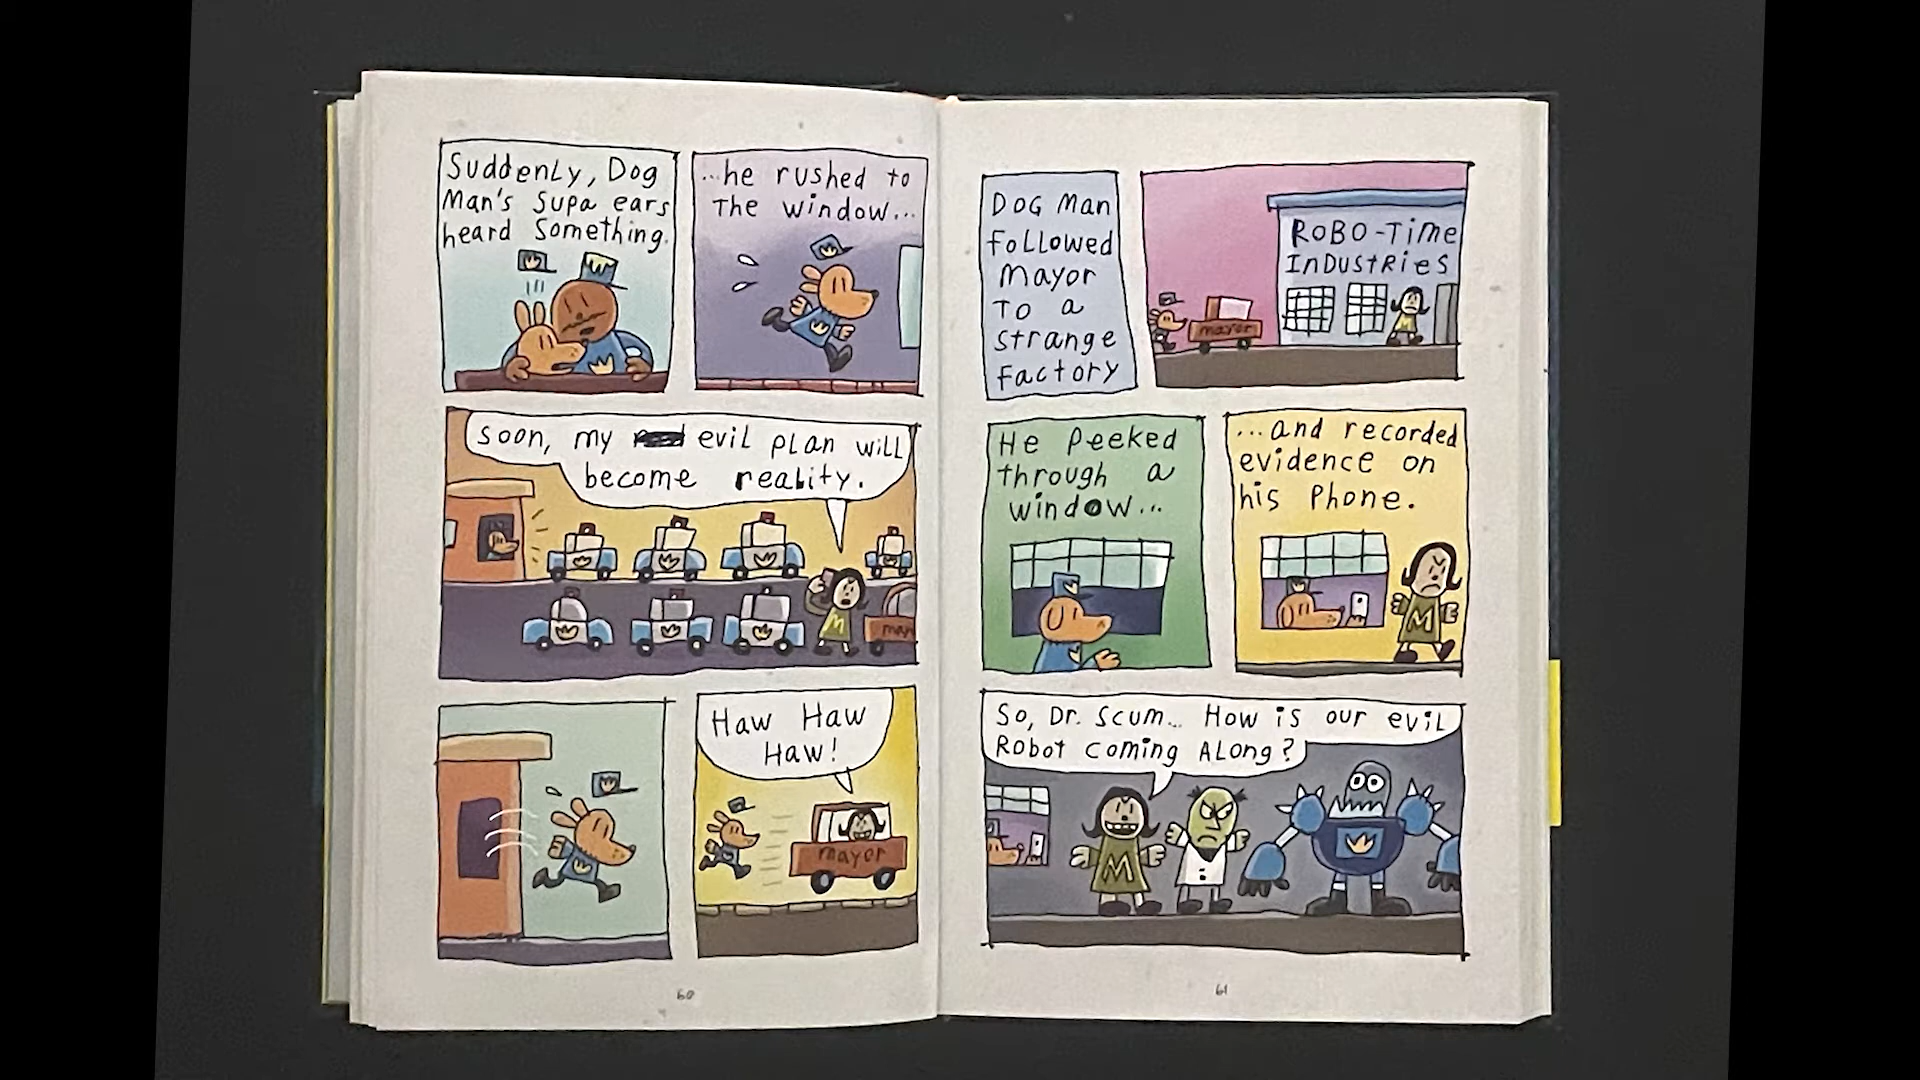 Suddenly, Dog
Man's Supa ears
heard Something.
...he rushed to
The window...
soon, my evil plan will
become reality.
man
Haw Haw
Haw!
mayor
60
DOG Man
followed
Mayor
To a
strange
factory
ROBO-TiMe
InDUSTRies
mayor
He Peeked
through a
window...
...and recorded
evidence on
his Phone.
M
So, Dr. Scum... How is our evil
Robot coming ALong?
M
61